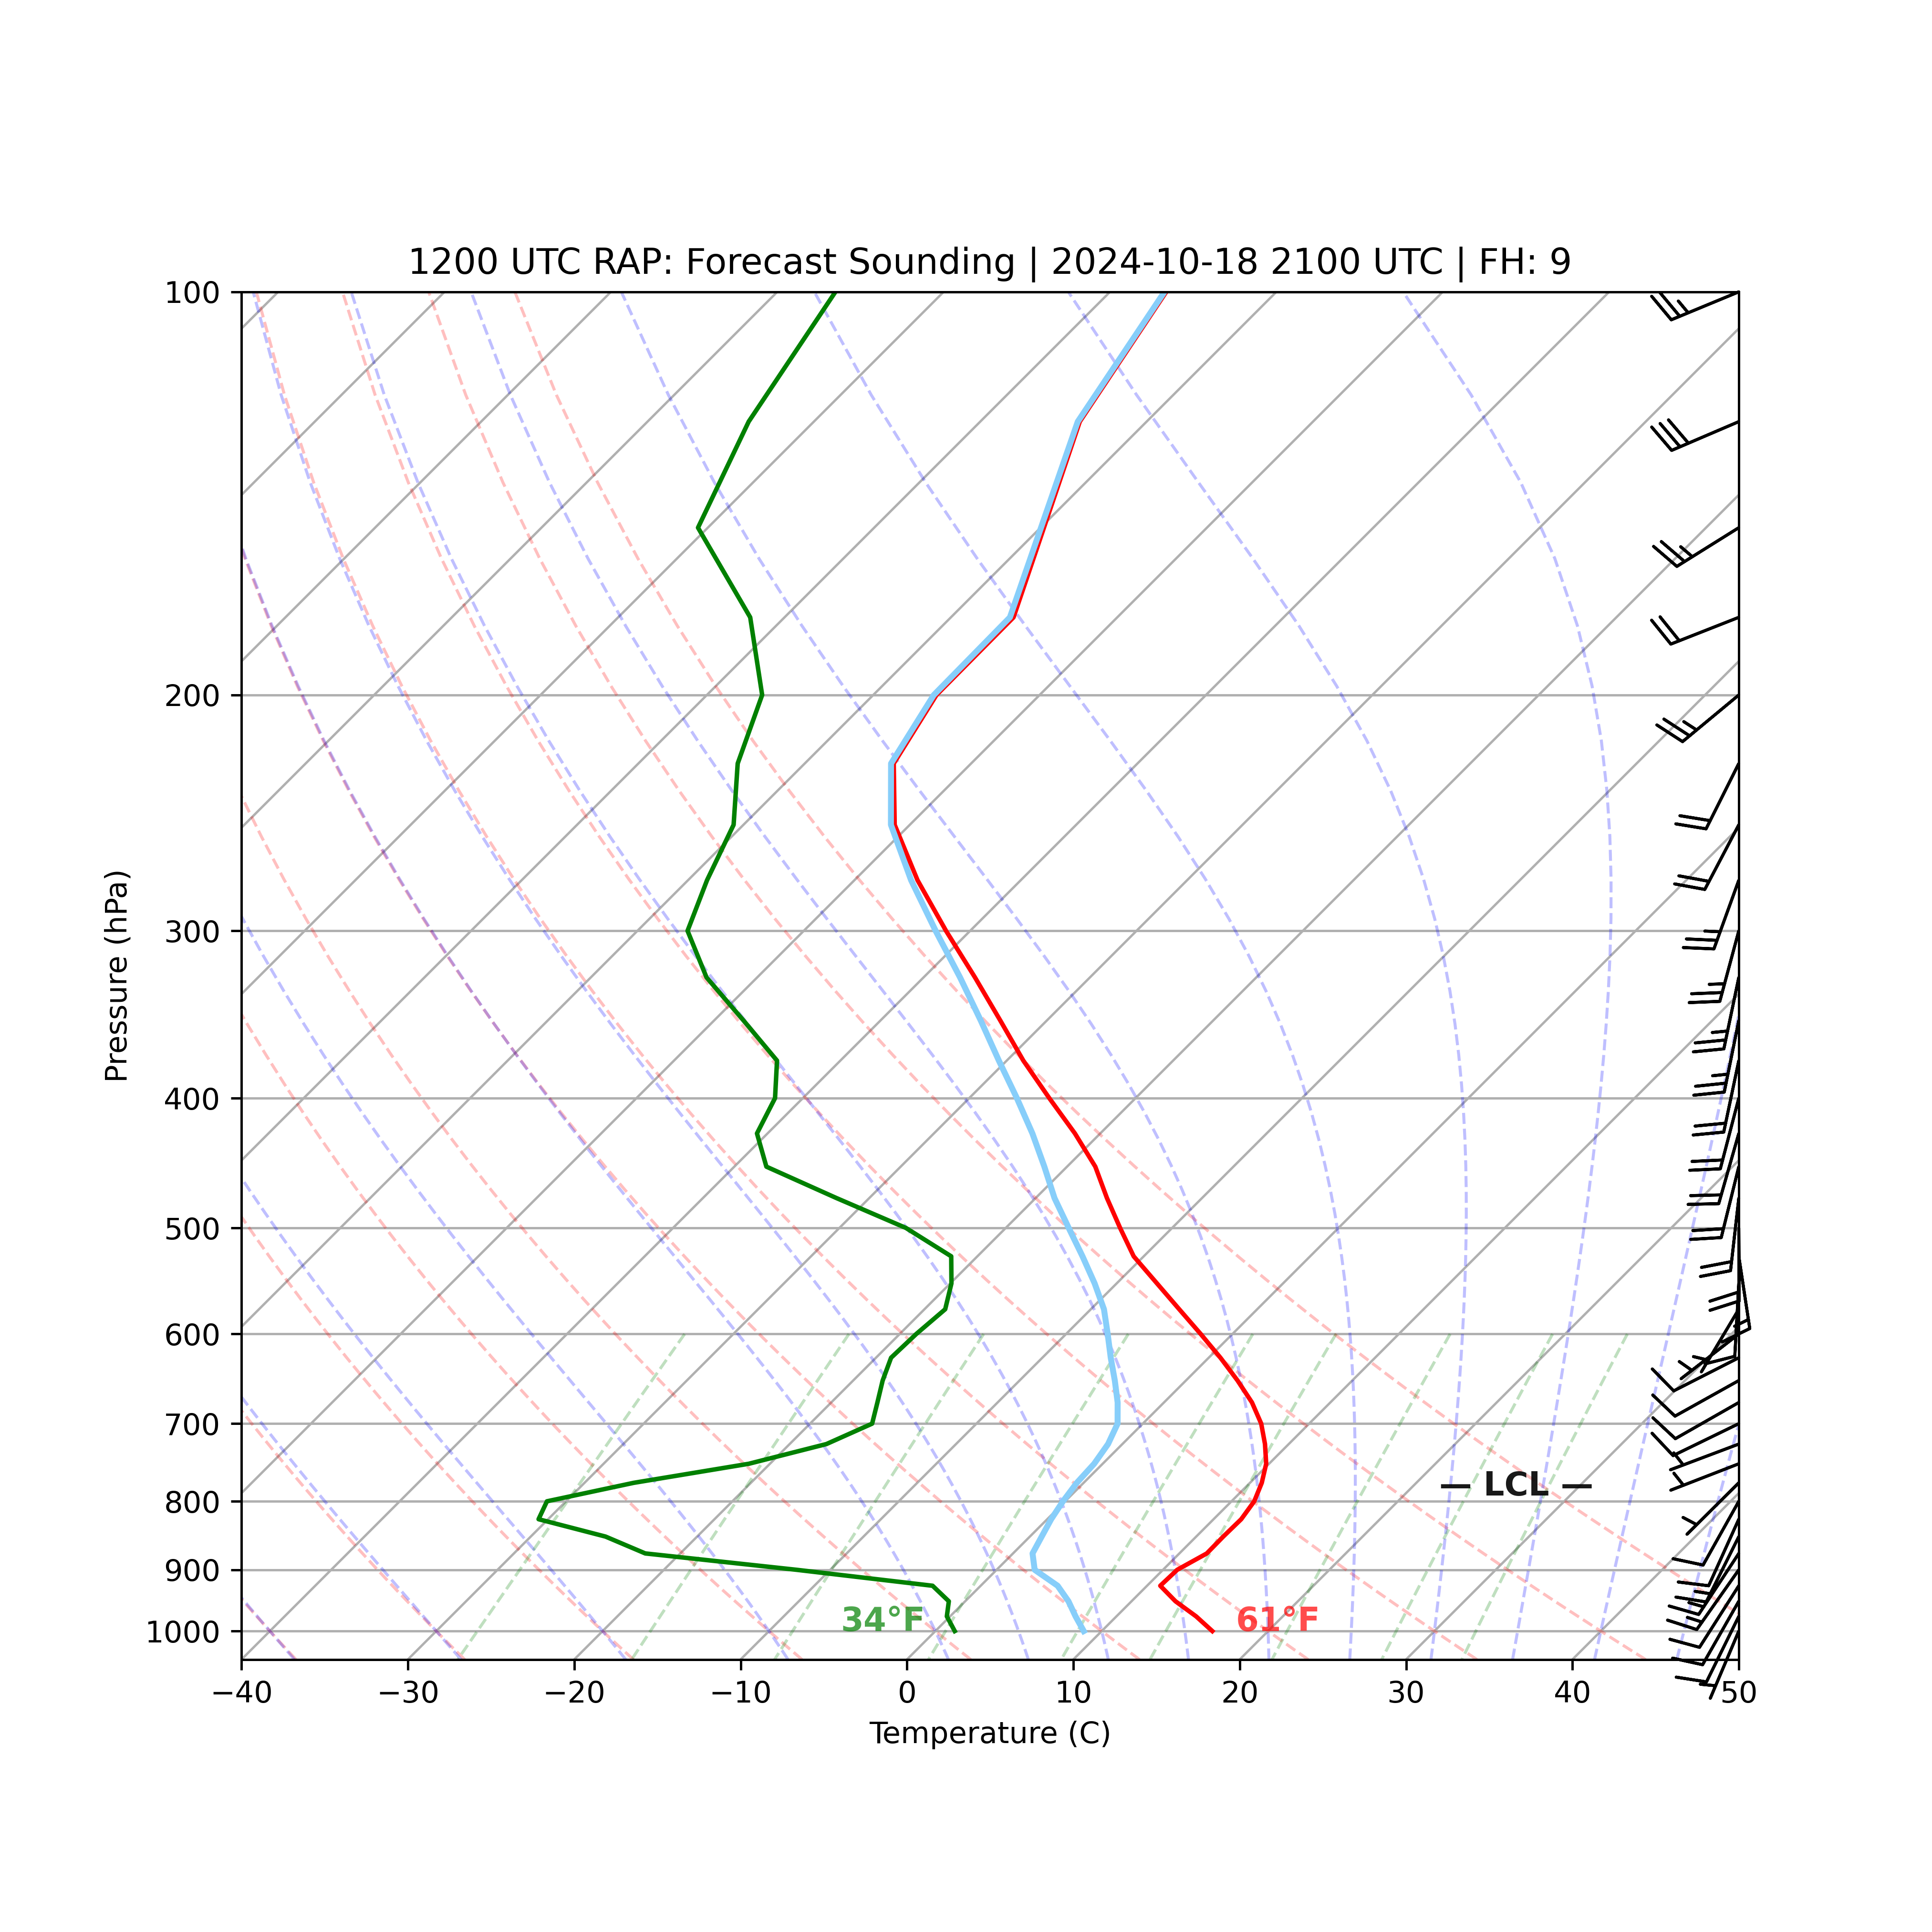 1200 UTC RAP: Forecast Sounding | 2024-10-18 2100 UTC | FH: 9
100
200
300
400
500
600
700
800
900
1000
Pressure (hPa)
— LCL —
34°F
61°F
−40 −30 −20 −10 0 10 20 30 40 50
Temperature (C)